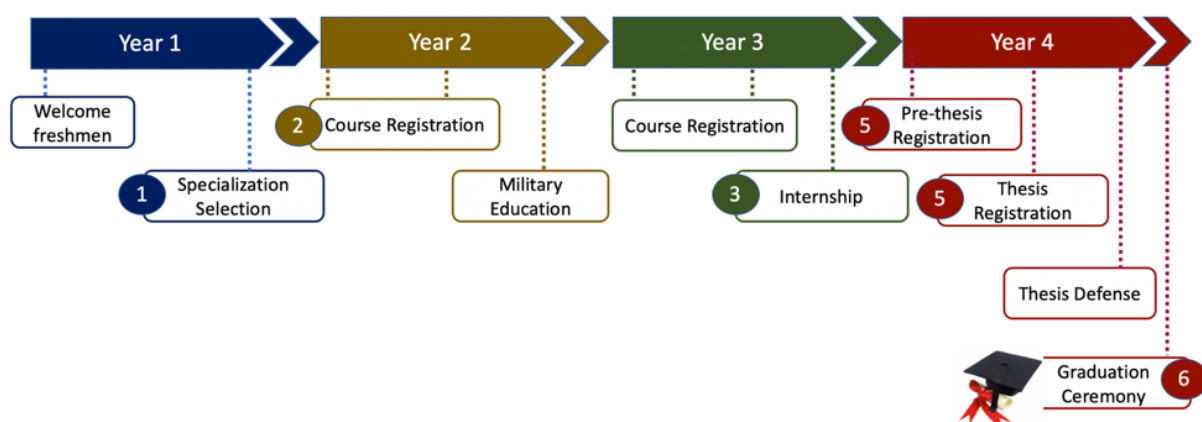 Year 1
Year 2
Year 3
Year 4
Welcome
freshmen
2
Course Registration
Course Registration
5
Pre-thesis
Registration
1
Specialization
Selection
Military
Education
3
Internship
5
Thesis
Registration
Thesis Defense
Graduation
Ceremony
6